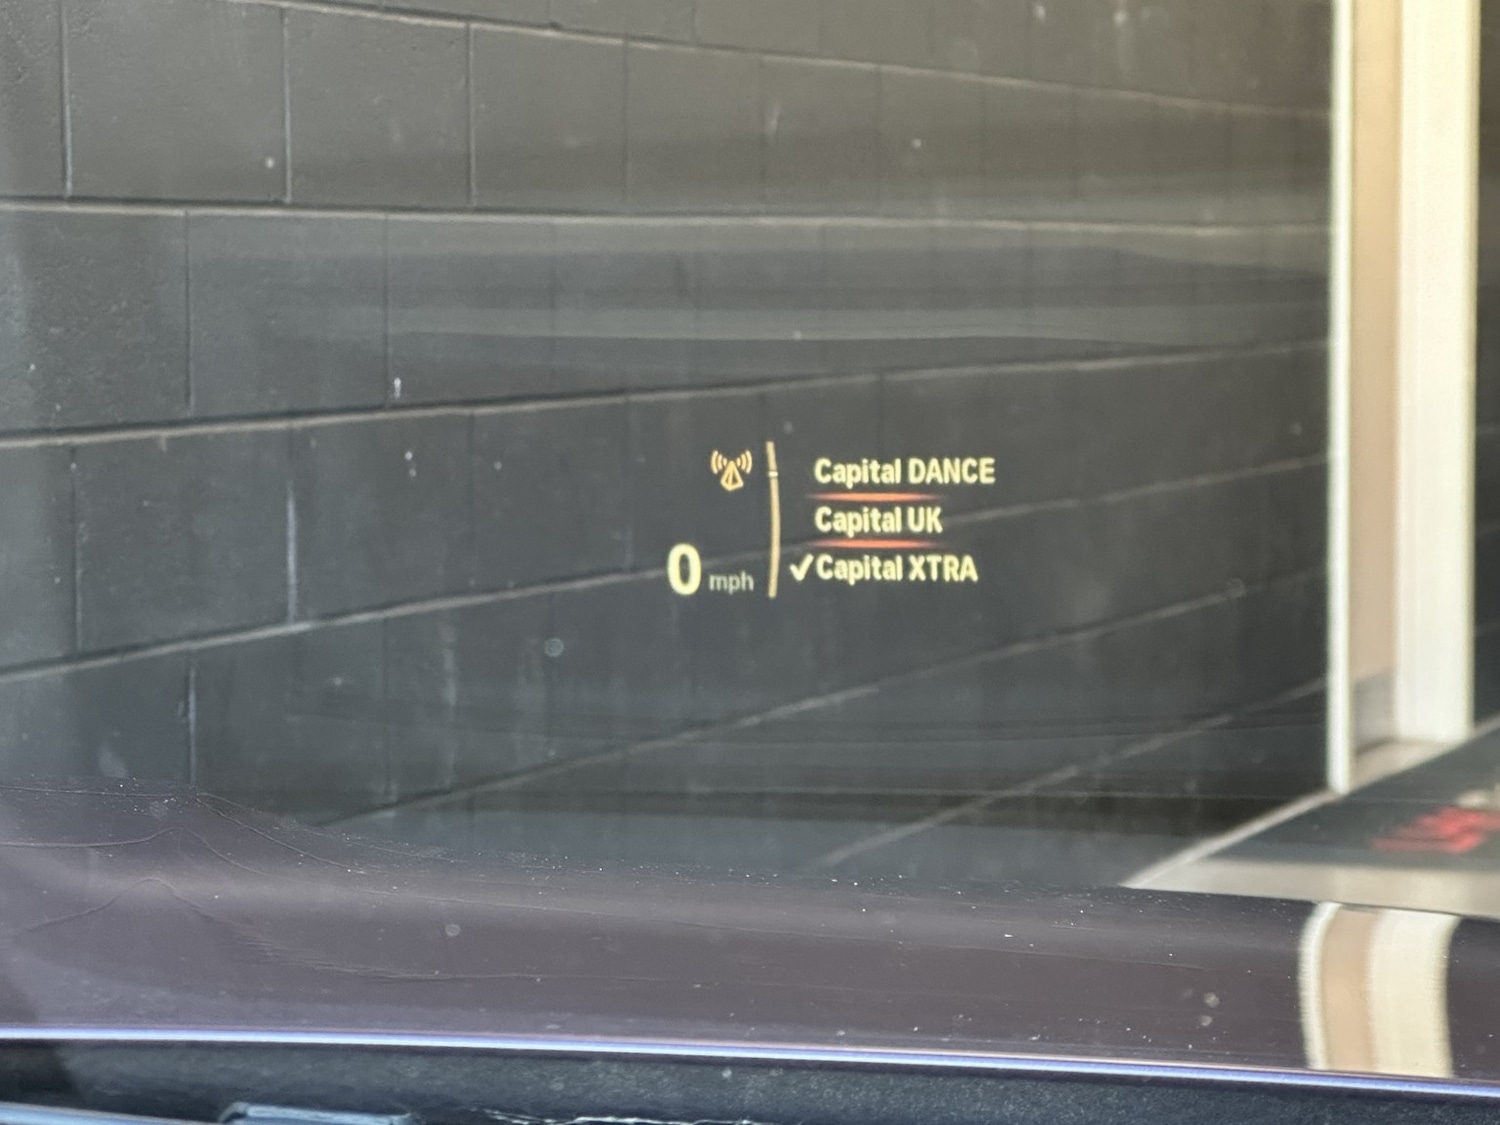 Capital DANCE
Capital UK
0 mph ✓Capital XTRA